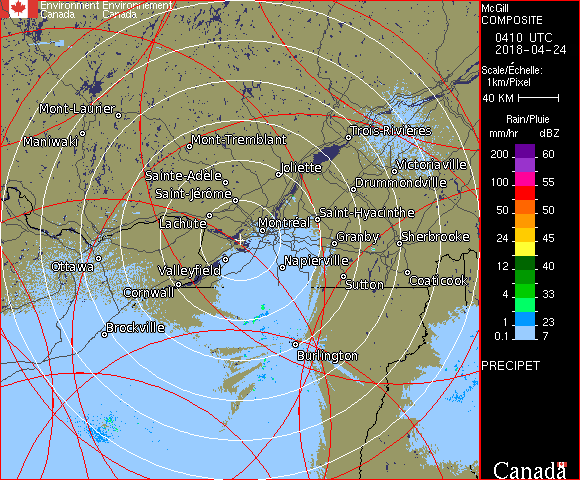 Environment Environnement
Canada Canada
McGill
COMPOSITE
0410 UTC
2018-04-24
Scale/Échelle:
1km/Pixel
40 KM
Rain/Pluie
mm/hr dBZ
200 60
150 57
100 55
50 50
24 45
12 40
4 33
1 23
0.1 7
PRECIPET
Canada
Mont-Laurier
Maniwaki
Mont-Tremblant
Trois-Rivières
Joliette
Victoriaville
Sainte-Adèle
Drummondville
Saint-Jérôme
Lachute
Montréal
Saint-Hyacinthe
Granby
Sherbrooke
Ottawa
Valleyfield
Napierville
Cornwall
Sutton
Coaticook
Brockville
Burlington